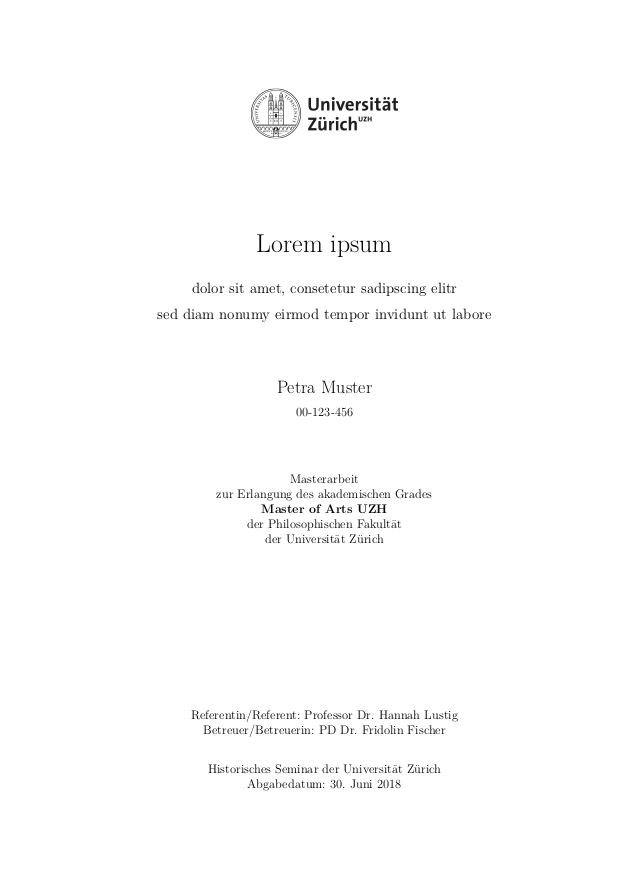 UNIVERSITAS TURICENSIS
Universität
Zürich UZH
Lorem ipsum
dolor sit amet, consetetur sadipscing elitr
sed diam nonumy eirmod tempor invidunt ut labore
Petra Muster
00-123-456
Masterarbeit
zur Erlangung des akademischen Grades
Master of Arts UZH
der Philosophischen Fakultät
der Universität Zürich
Referentin/Referent: Professor Dr. Hannah Lustig
Betreuer/Betreuerin: PD Dr. Fridolin Fischer
Historisches Seminar der Universität Zürich
Abgabedatum: 30. Juni 2018